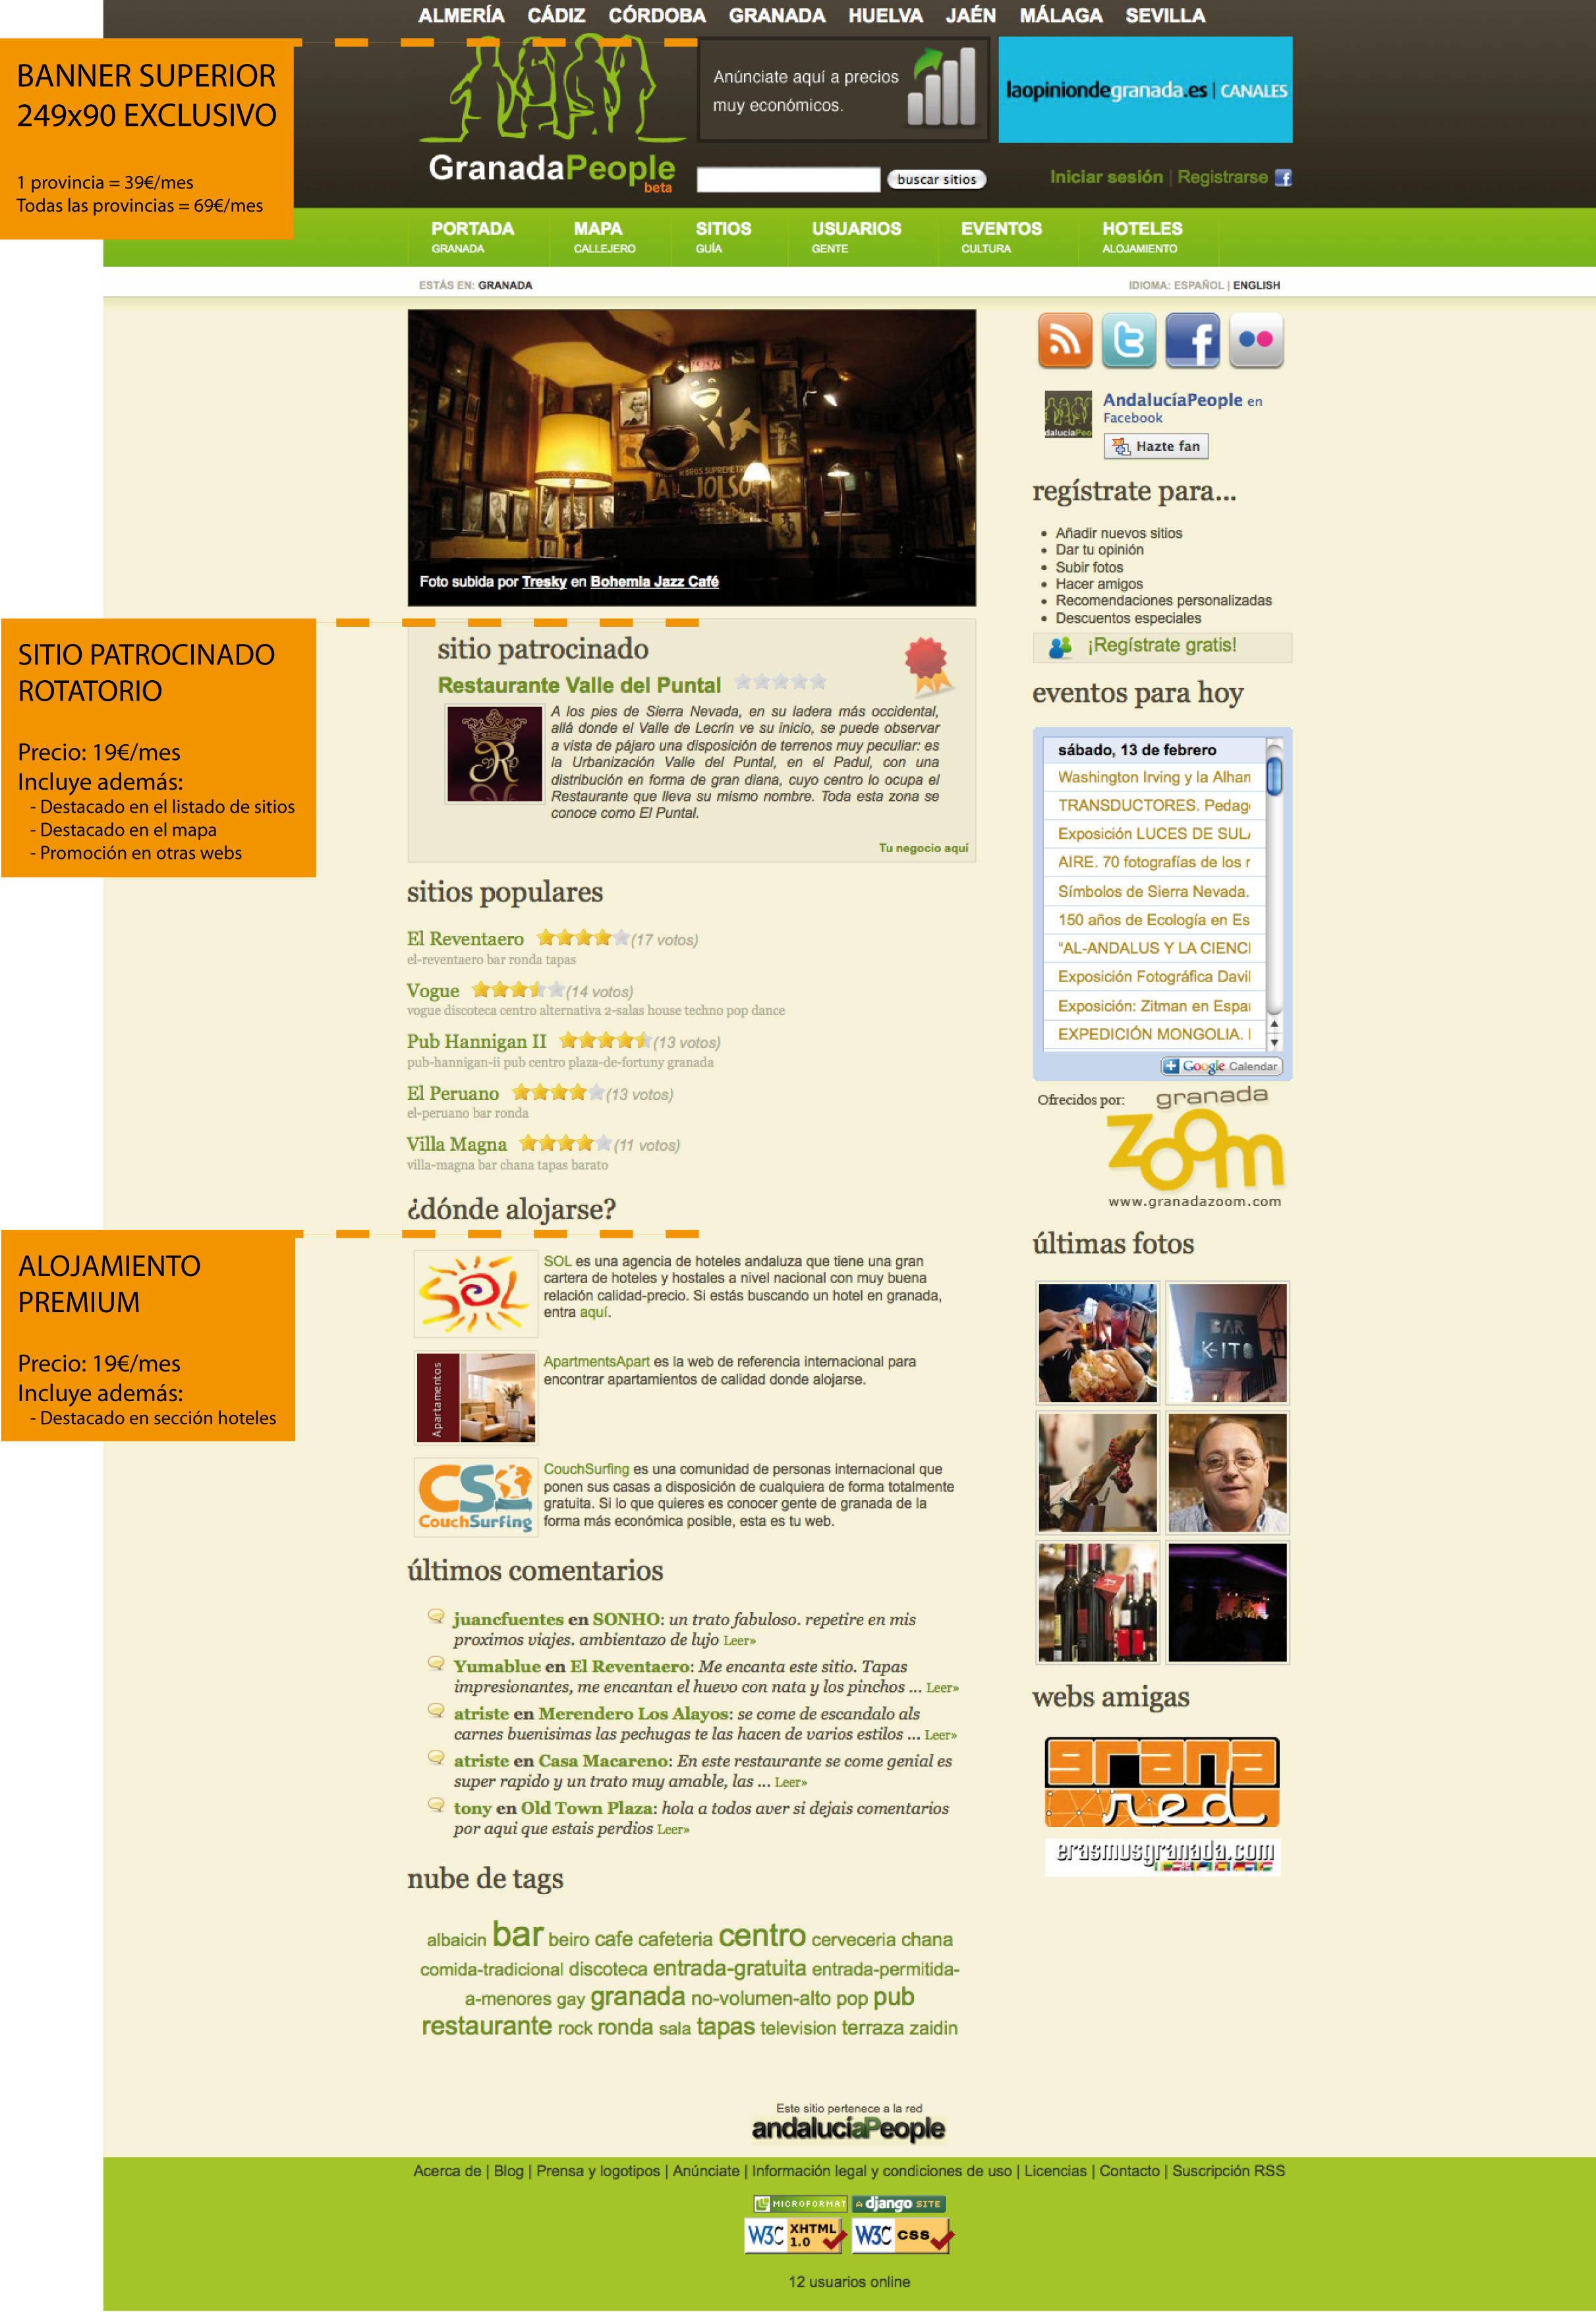 ALMERÍA CÁDIZ CÓRDOBA GRANADA HUELVA JAÉN MÁLAGA SEVILLA
BANNER SUPERIOR
249x90 EXCLUSIVO
1 provincia = 39€/mes
Todas las provincias = 69€/mes
Anúnciate aquí a precios
muy económicos.
laopiniondegranada.es | CANALES
GranadaPeople
beta
buscar sitios
Iniciar sesión | Registrarse
PORTADA MAPA SITIOS USUARIOS EVENTOS HOTELES
GRANADA CALLEJERO GUÍA GENTE CULTURA ALOJAMIENTO
ESTÁS EN: GRANADA
IDIOMA: ESPAÑOL | ENGLISH
JOLSO
Foto subida por Tresky en Bohemia Jazz Café
SITIO PATROCINADO
ROTATORIO
Precio: 19€/mes
Incluye además:
- Destacado en el listado de sitios
- Destacado en el mapa
- Promoción en otras webs
sitio patrocinado
Restaurante Valle del Puntal
R
A los pies de Sierra Nevada, en su ladera más occidental,
allá donde el Valle de Lecrín ve su inicio, se puede observar
a vista de pájaro una disposición de terrenos muy peculiar: es
la Urbanización Valle del Puntal, en el Padul, con una
distribución en forma de gran diana, cuyo centro lo ocupa el
Restaurante que lleva su mismo nombre. Toda esta zona se
conoce como El Puntal.
Tu negocio aquí
sitios populares
El Reventaero (17 votos)
el-reventaero bar ronda tapas
Vogue (14 votos)
vogue discoteca centro alternativa 2-salas house techno pop dance
Pub Hannigan II (13 votos)
pub-hannigan-ii pub centro plaza-de-fortuny granada
El Peruano (13 votos)
el-peruano bar ronda
Villa Magna (11 votos)
villa-magna bar chana tapas barato
ALOJAMIENTO
PREMIUM
Precio: 19€/mes
Incluye además:
- Destacado en sección hoteles
¿dónde alojarse?
SOL
SOL es una agencia de hoteles andaluza que tiene una gran
cartera de hoteles y hostales a nivel nacional con muy buena
relación calidad-precio. Si estás buscando un hotel en granada,
entra aquí.
Apartamentos
ApartmentsApart es la web de referencia internacional para
encontrar apartamientos de calidad donde alojarse.
CS
CouchSurfing
CouchSurfing es una comunidad de personas internacional que
ponen sus casas a disposición de cualquiera de forma totalmente
gratuita. Si lo que quieres es conocer gente de granada de la
forma más económica posible, esta es tu web.
últimos comentarios
juancfuentes en SONHO: un trato fabuloso. repetire en mis
proximos viajes. ambientazo de lujo Leer»
Yumablue en El Reventaero: Me encanta este sitio. Tapas
impresionantes, me encantan el huevo con nata y los pinchos ... Leer»
atriste en Merendero Los Alayos: se come de escandalo als
carnes buenisimas las pechugas te las hacen de varios estilos ... Leer»
atriste en Casa Macareno: En este restaurante se come genial es
super rapido y un trato muy amable, las ... Leer»
tony en Old Town Plaza: hola a todos aver si dejais comentarios
por aqui que estais perdios Leer»
nube de tags
albaicin bar beiro cafe cafeteria centro cerveceria chana
comida-tradicional discoteca entrada-gratuita entrada-permitida-
a-menores gay granada no-volumen-alto pop pub
restaurante rock ronda sala tapas television terraza zaidin
AndalucíaPeople en
Facebook
daluciaPeo
Hazte fan
regístrate para...
Añadir nuevos sitios
Dar tu opinión
Subir fotos
Hacer amigos
Recomendaciones personalizadas
Descuentos especiales
¡Regístrate gratis!
eventos para hoy
sábado, 13 de febrero
Washington Irving y la Alhan
TRANSDUCTORES. Pedag
Exposición LUCES DE SUL
AIRE. 70 fotografías de los r
Símbolos de Sierra Nevada.
150 años de Ecología en Es
"AL-ANDALUS Y LA CIENCI
Exposición Fotográfica Davil
Exposición: Zitman en Espa
EXPEDICIÓN MONGOLIA.
Google Calendar
Ofrecidos por:
granada
zoom
www.granadazoom.com
últimas fotos
BAR
K-ITO
webs amigas
grana
red
erasmusgranada.com
Este sitio pertenece a la red
andalucíaPeople
Acerca de | Blog | Prensa y logotipos | Anúnciate | Información legal y condiciones de uso | Licencias | Contacto | Suscripción RSS
MICROFORMAT A django SITE
W3C XHTML 1.0 W3C CSS
12 usuarios online